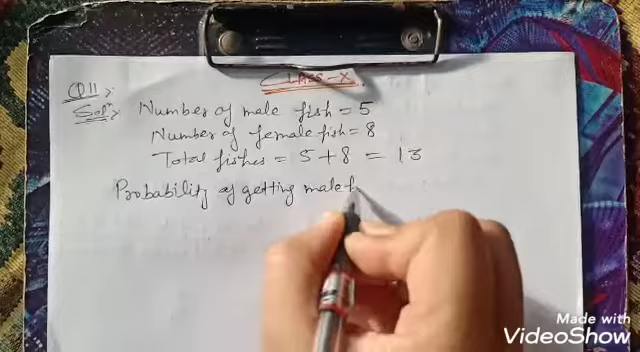 CLASS-X
Q11:
Solⁿ: Number of male fish = 5
Number of female fish = 8
Total fishes = 5 + 8 = 13
Probability of getting male f
Made with
VideoShow